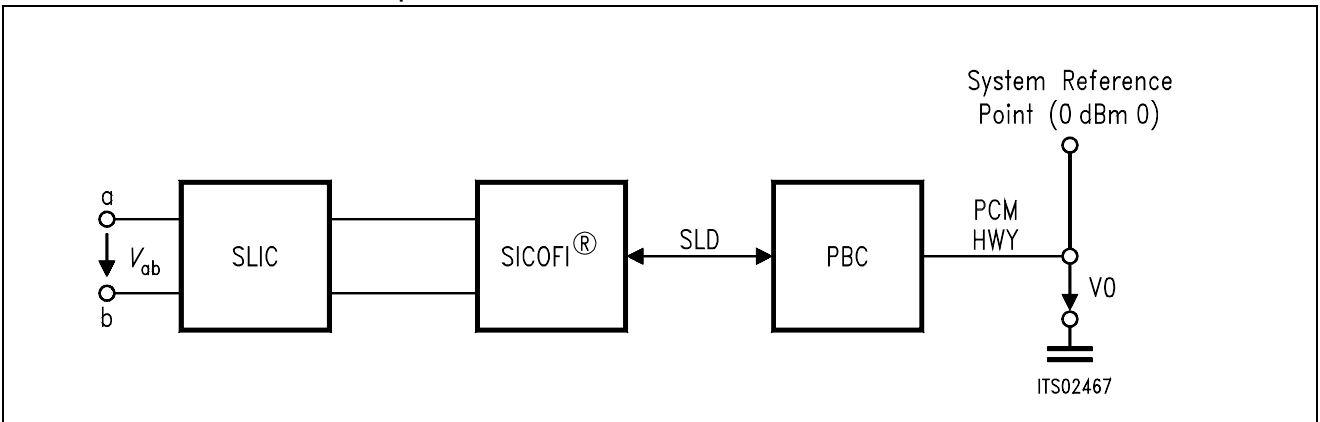 System Reference
Point (0 dBm 0)
a
Vab
b
SLIC
SICOFI®
SLD
PBC
PCM
HWY
V0
ITS02467